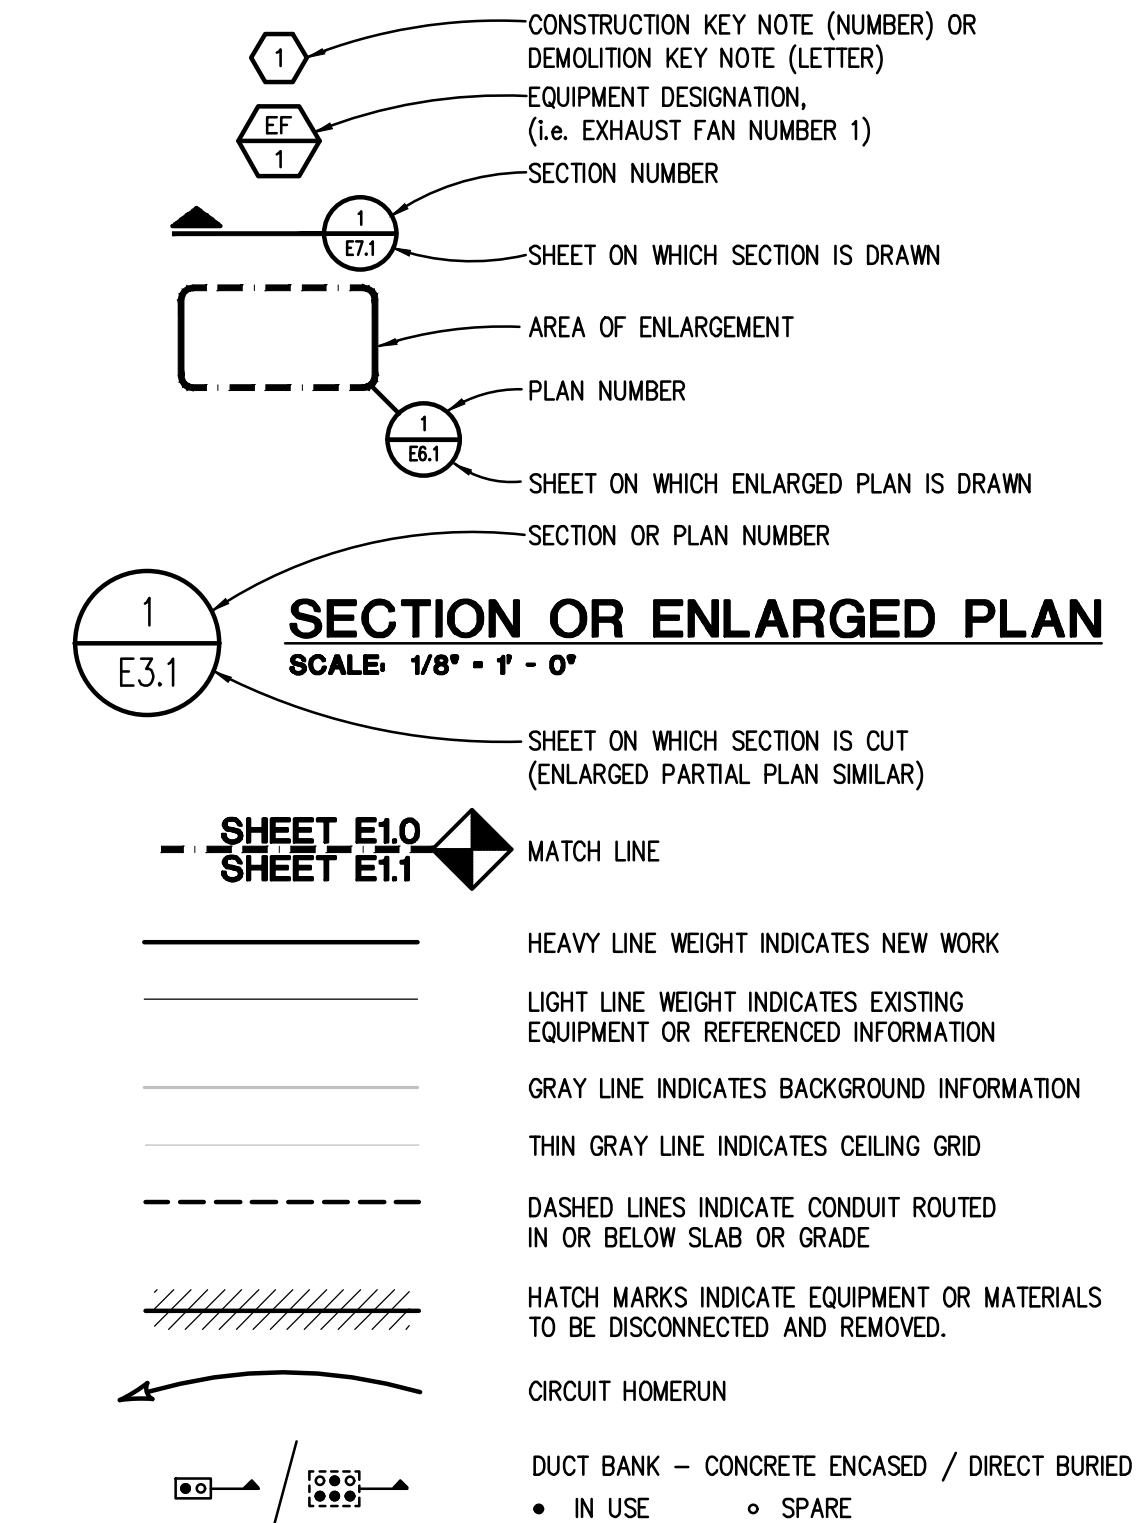 1
CONSTRUCTION KEY NOTE (NUMBER) OR
DEMOLITION KEY NOTE (LETTER)
EF
1
EQUIPMENT DESIGNATION,
(i.e. EXHAUST FAN NUMBER 1)
SECTION NUMBER
1
E7.1
SHEET ON WHICH SECTION IS DRAWN
AREA OF ENLARGEMENT
PLAN NUMBER
1
E6.1
SHEET ON WHICH ENLARGED PLAN IS DRAWN
SECTION OR PLAN NUMBER
1
E3.1
SECTION OR ENLARGED PLAN
SCALE: 1/8" = 1' - 0"
SHEET ON WHICH SECTION IS CUT
(ENLARGED PARTIAL PLAN SIMILAR)
SHEET E1.0
SHEET E1.1
MATCH LINE
HEAVY LINE WEIGHT INDICATES NEW WORK
LIGHT LINE WEIGHT INDICATES EXISTING
EQUIPMENT OR REFERENCED INFORMATION
GRAY LINE INDICATES BACKGROUND INFORMATION
THIN GRAY LINE INDICATES CEILING GRID
DASHED LINES INDICATE CONDUIT ROUTED
IN OR BELOW SLAB OR GRADE
HATCH MARKS INDICATE EQUIPMENT OR MATERIALS
TO BE DISCONNECTED AND REMOVED.
CIRCUIT HOMERUN
DUCT BANK – CONCRETE ENCASED / DIRECT BURIED
● IN USE ○ SPARE